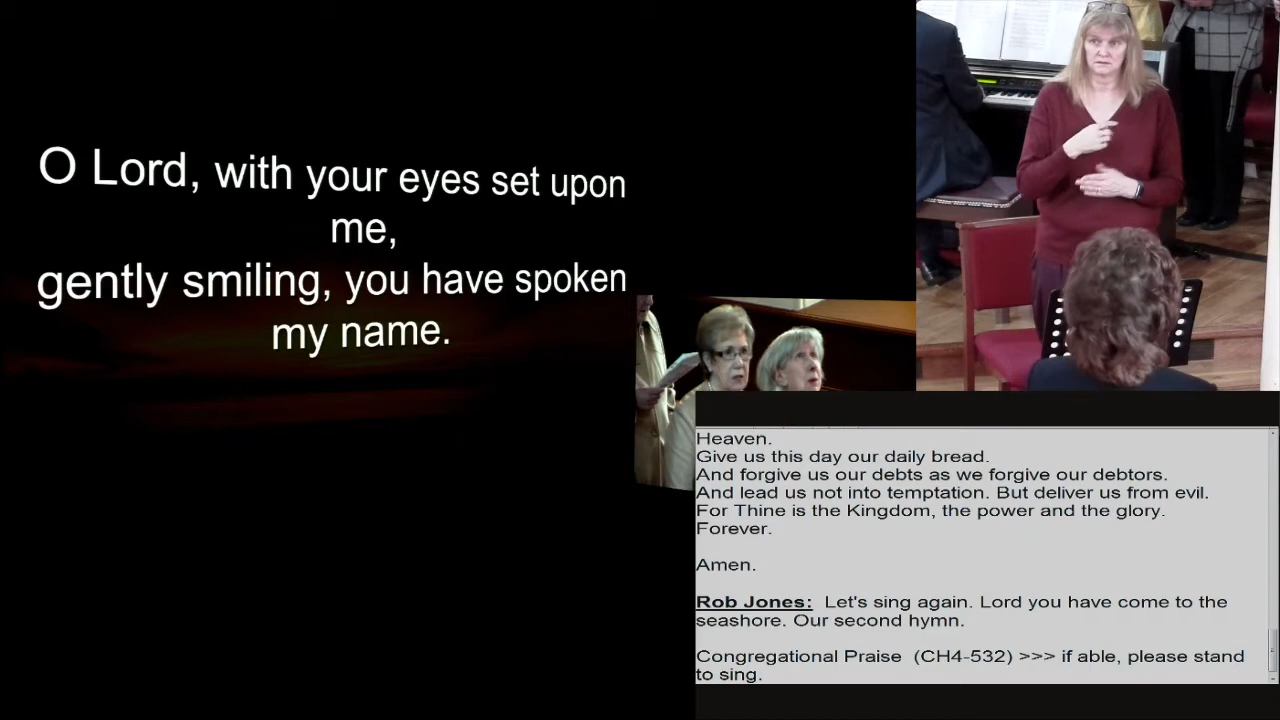 O Lord, with your eyes set upon
me,
gently smiling, you have spoken
my name.
Heaven.
Give us this day our daily bread.
And forgive us our debts as we forgive our debtors.
And lead us not into temptation. But deliver us from evil.
For Thine is the Kingdom, the power and the glory.
Forever.
Amen.
Rob Jones: Let's sing again. Lord you have come to the
seashore. Our second hymn.
Congregational Praise (CH4-532) >>> if able, please stand
to sing.